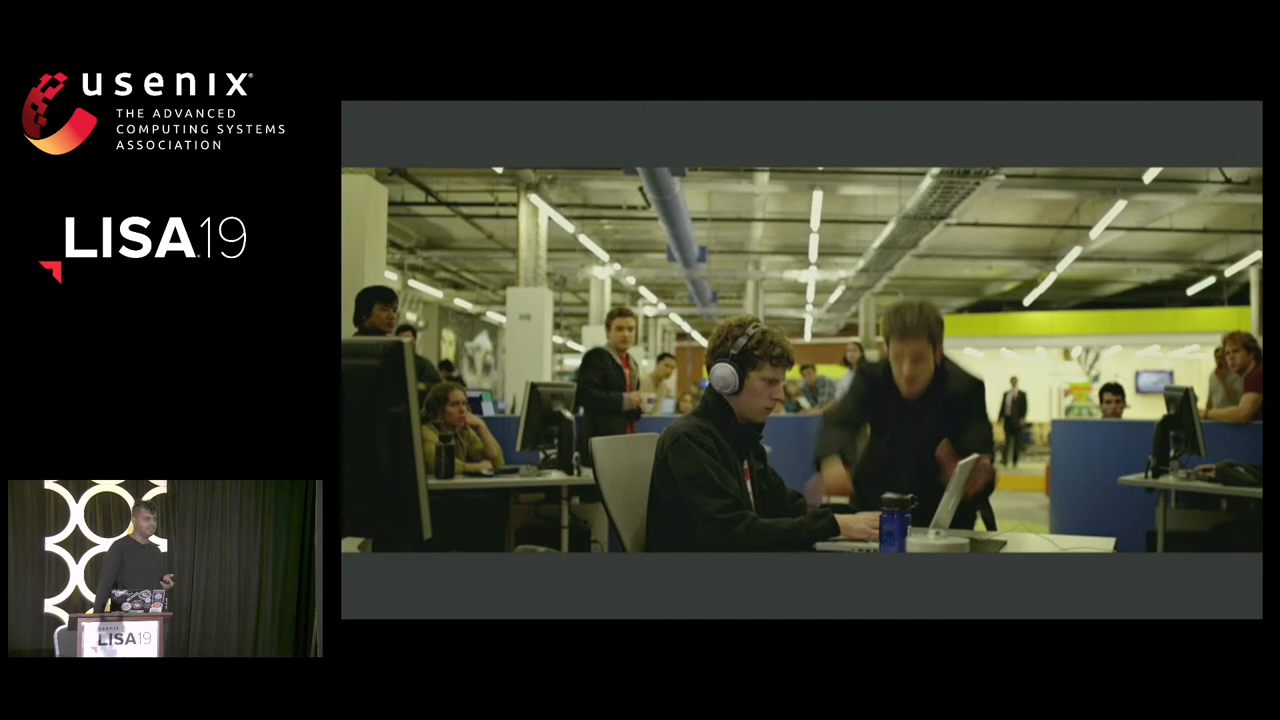 usenix
THE ADVANCED
COMPUTING SYSTEMS
ASSOCIATION
LISA19
usenix
LISA19